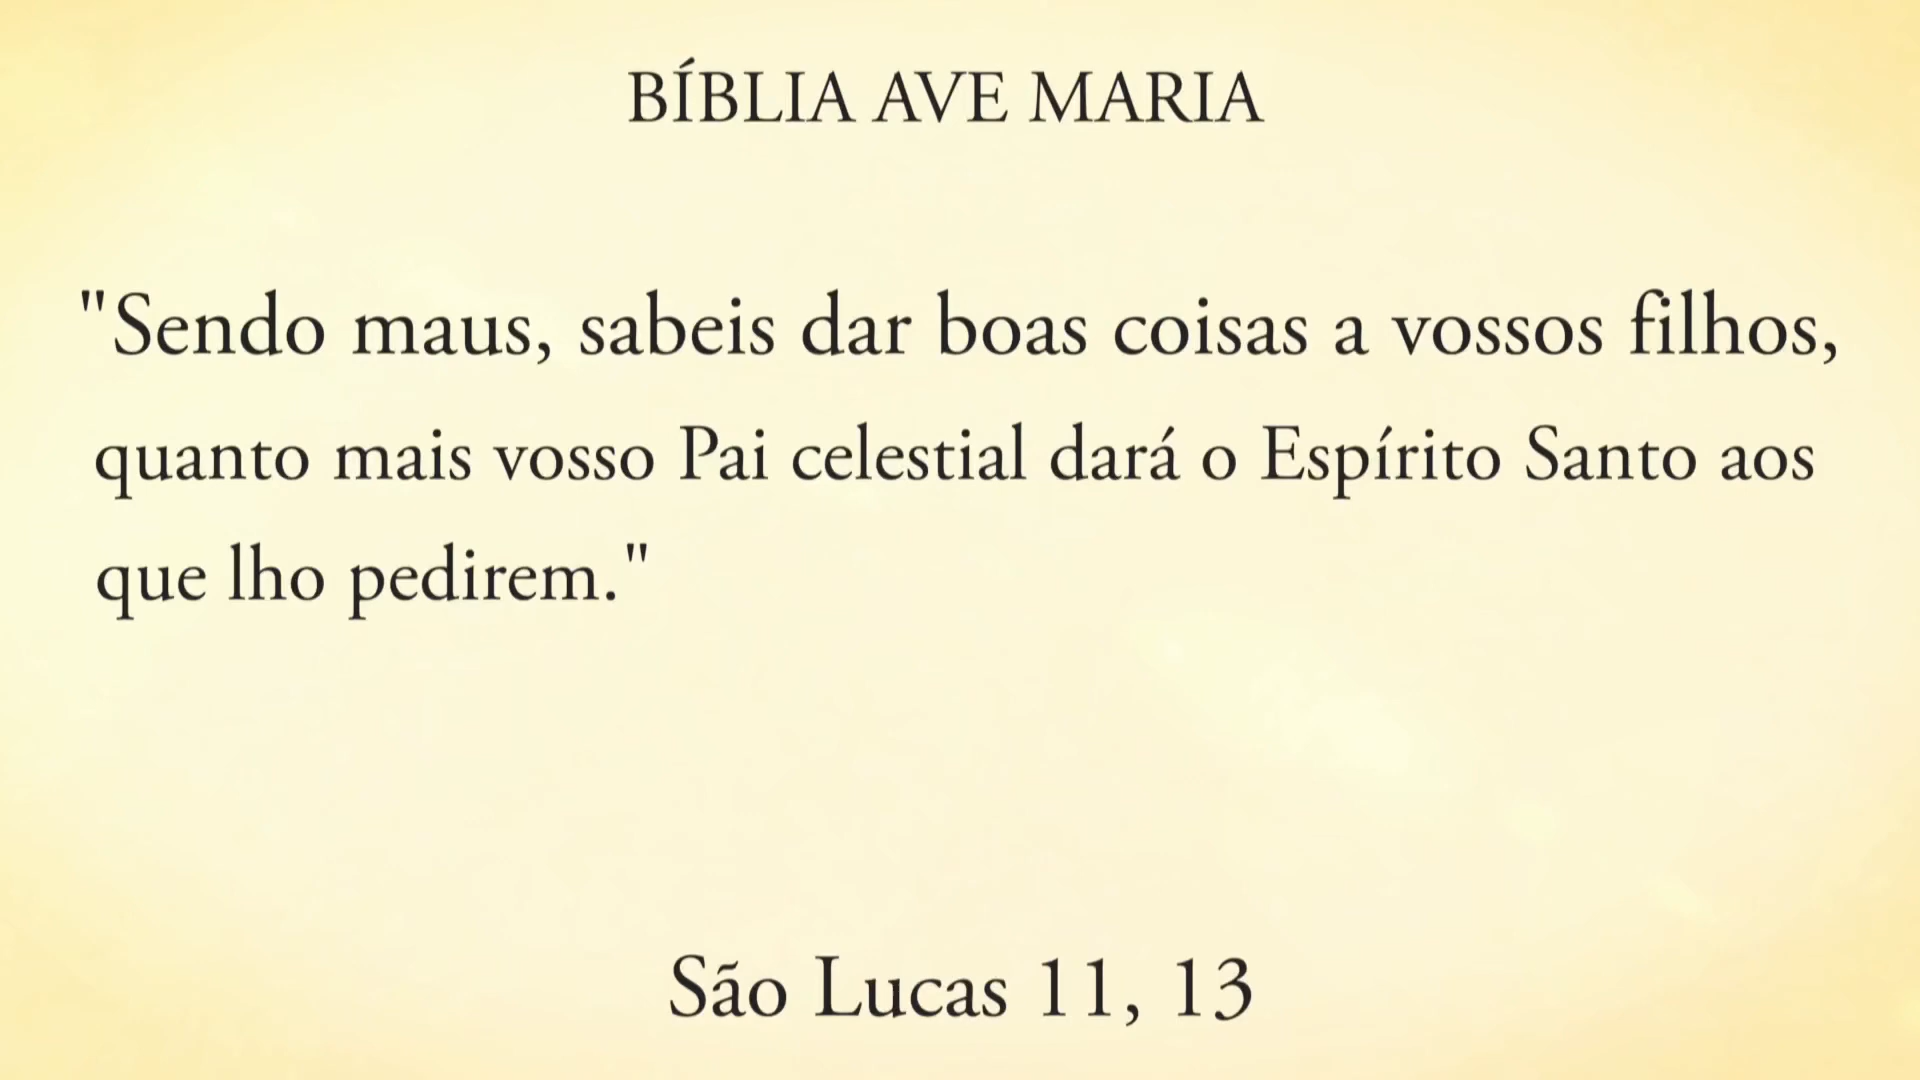 BÍBLIA AVE MARIA
"Sendo maus, sabeis dar boas coisas a vossos filhos,
quanto mais vosso Pai celestial dará o Espírito Santo aos
que lho pedirem."
São Lucas 11, 13